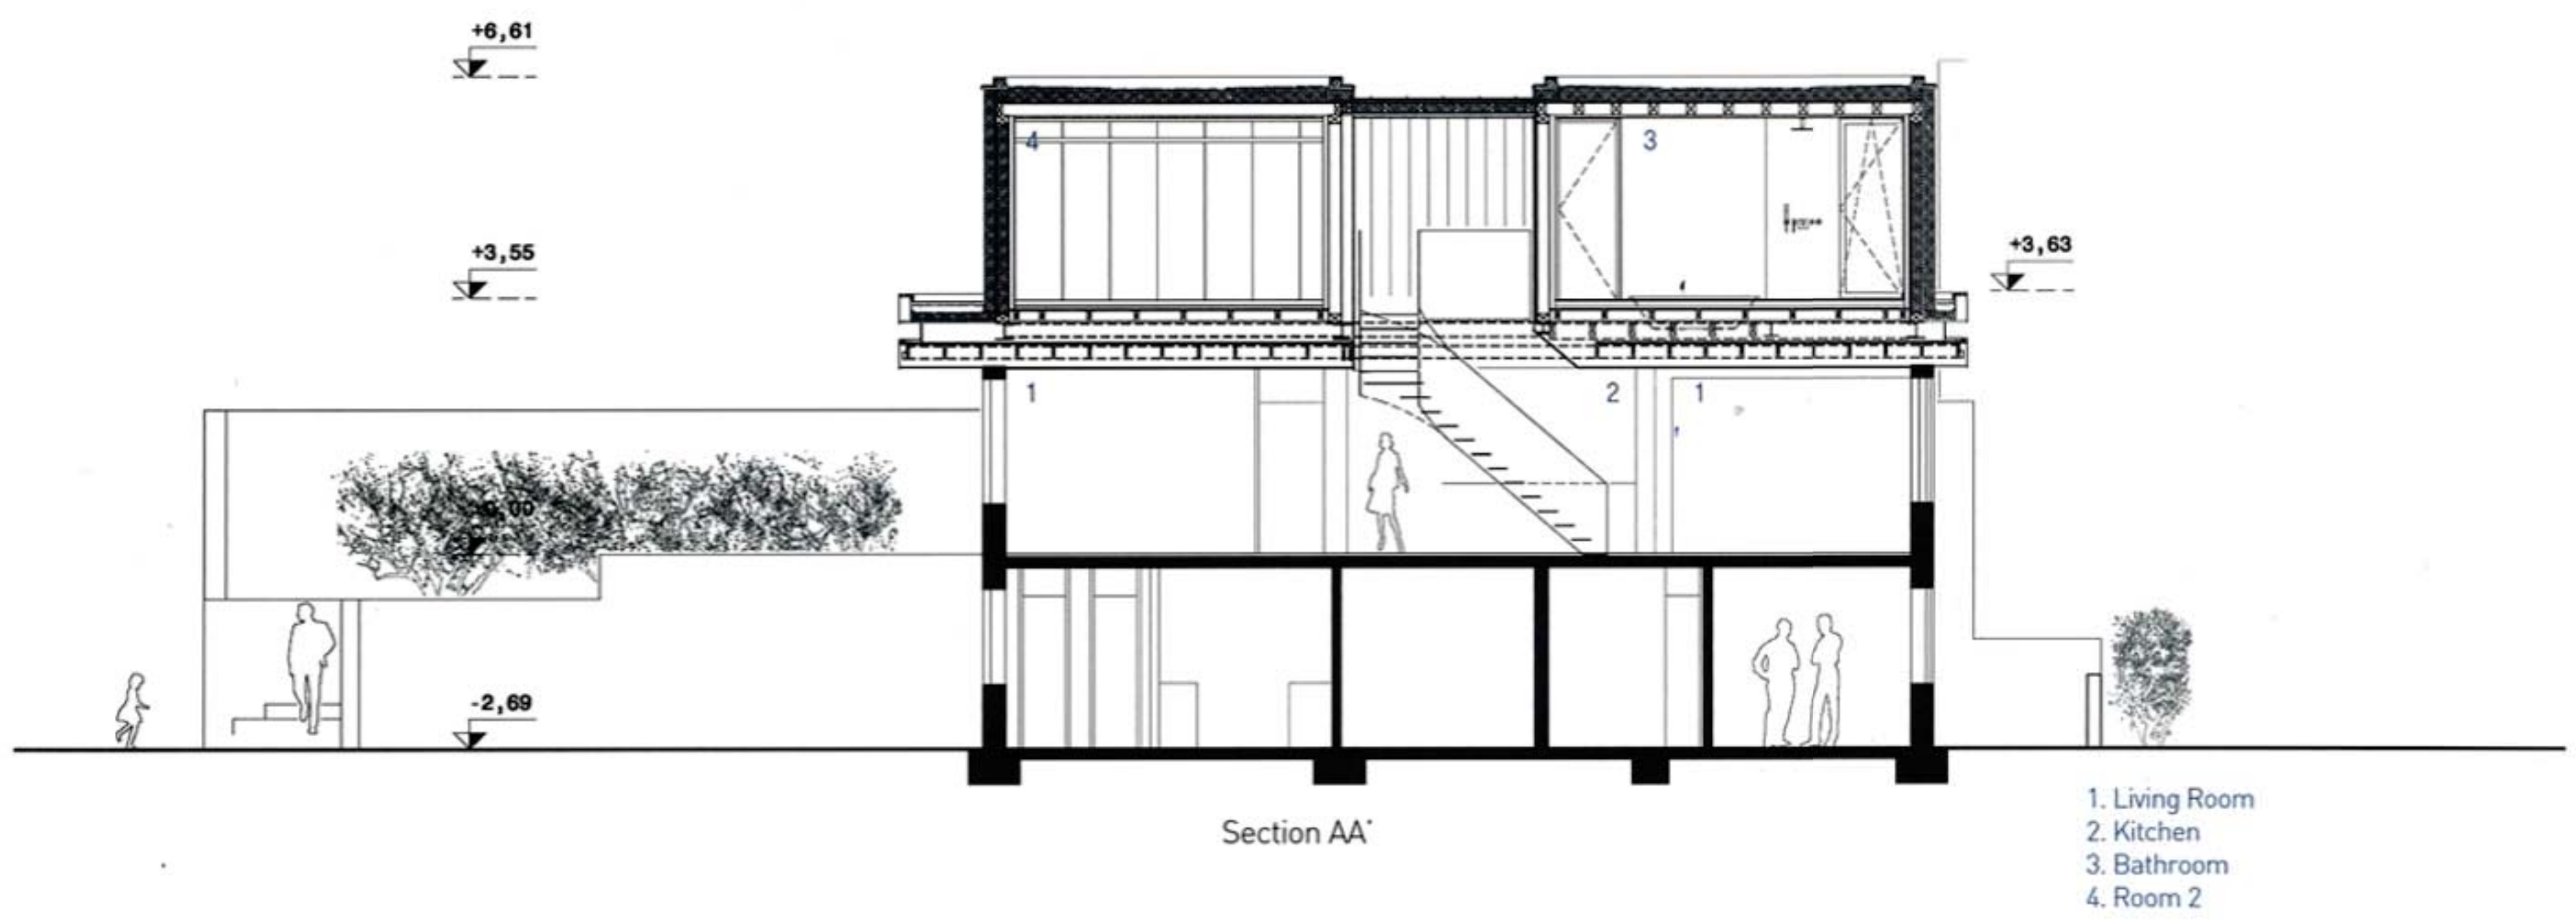 +6,61
+3,55
+3,63
4
3
1
2
1
-2,69
Section AA'
1. Living Room
2. Kitchen
3. Bathroom
4. Room 2